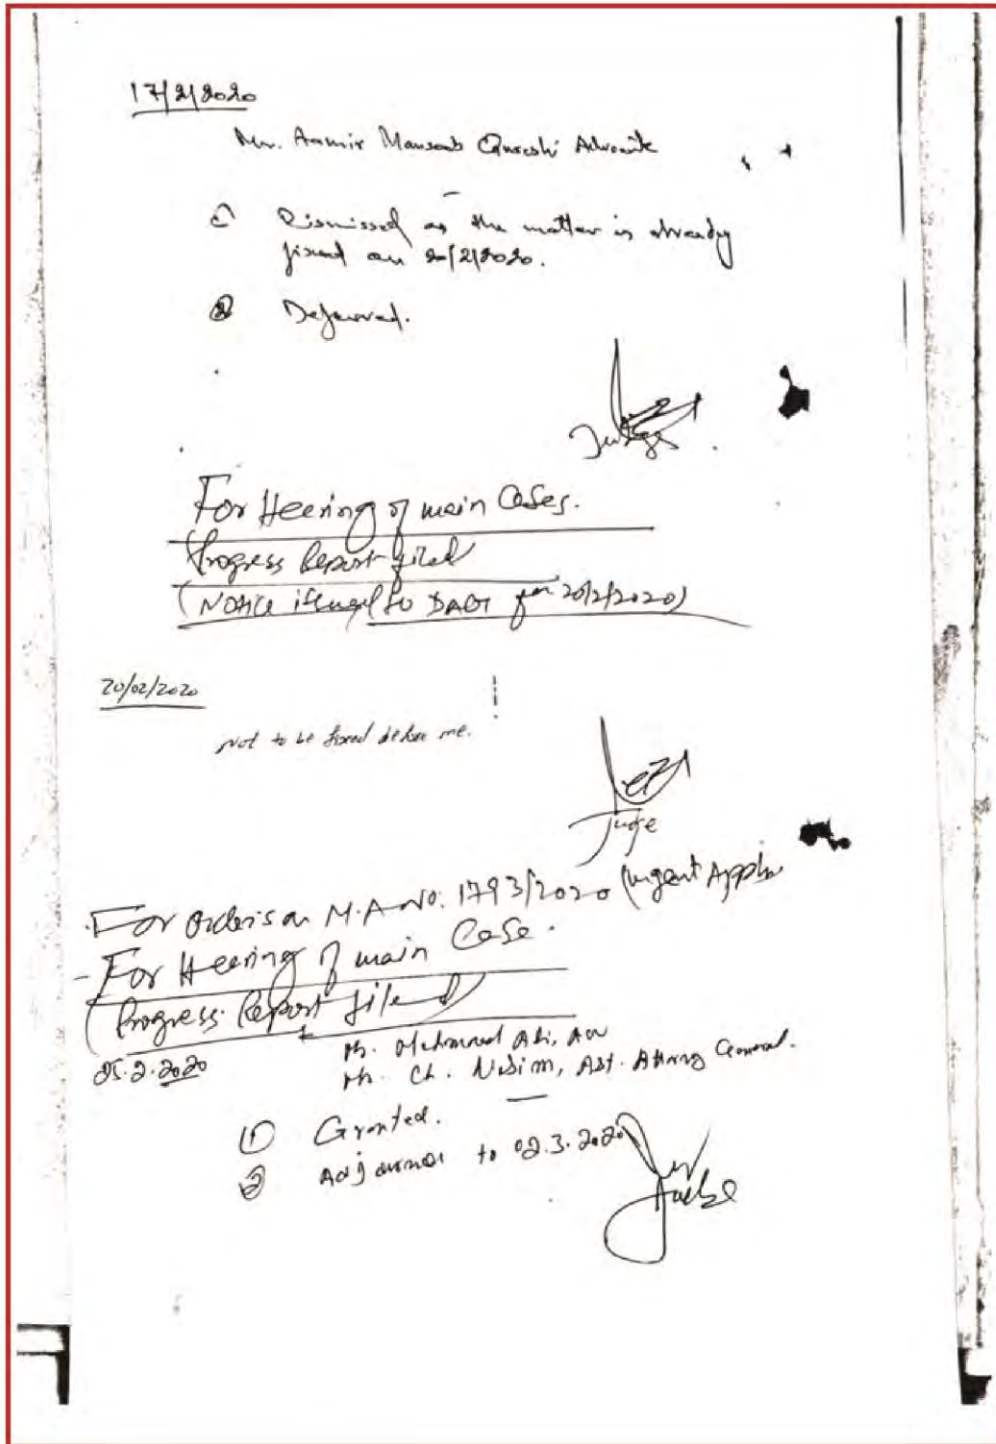 17/2/2020
Mr. Aamir Mansoob Qureshi Advocate
① Dismissed as the matter is already
fixed on 20/2/2020.
② Deferred.
Judge
For Heering of main Cases.
Progress Report filed
(Notice issued to DAG for 20/2/2020)
20/02/2020
Not to be fixed before me.
Judge
- For orders on M.A No. 1793/2020 (Urgent Appln
- For Heering of main Case.
(Progress Report filed)
25.2.2020 Mr. Mehmood Ali, Adv
Mr. Ch. Nasim, Asst. Attorney General.
① Granted.
② Adjourned to 02.3.2020
Judge